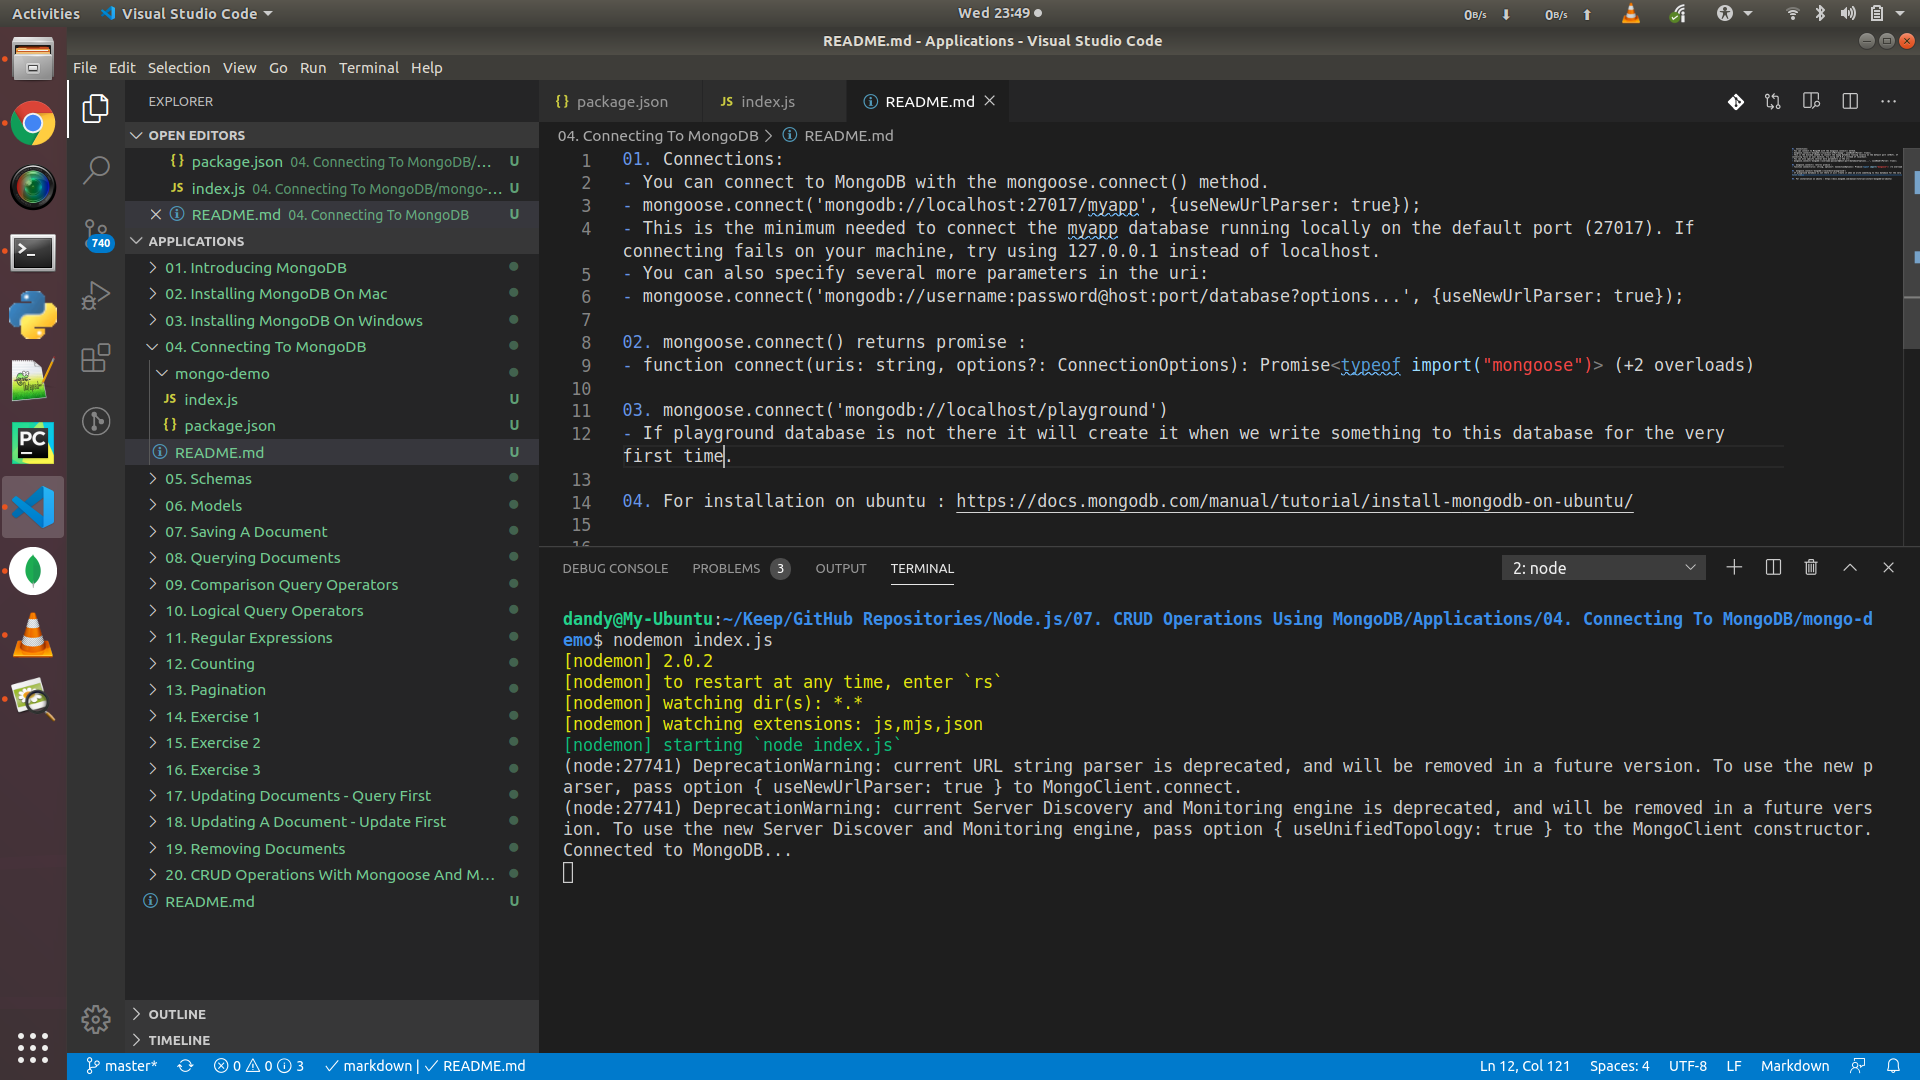 Activities Visual Studio Code Wed 23:49 0B/s 0B/s
README.md - Applications - Visual Studio Code
File Edit Selection View Go Run Terminal Help
EXPLORER
OPEN EDITORS
{} package.json 04. Connecting To MongoDB/... U
JS index.js 04. Connecting To MongoDB/mongo-... U
README.md 04. Connecting To MongoDB U
740
APPLICATIONS
01. Introducing MongoDB
02. Installing MongoDB On Mac
03. Installing MongoDB On Windows
04. Connecting To MongoDB
mongo-demo
JS index.js U
{} package.json U
README.md U
05. Schemas
06. Models
07. Saving A Document
08. Querying Documents
09. Comparison Query Operators
10. Logical Query Operators
11. Regular Expressions
12. Counting
13. Pagination
14. Exercise 1
15. Exercise 2
16. Exercise 3
17. Updating Documents - Query First
18. Updating A Document - Update First
19. Removing Documents
20. CRUD Operations With Mongoose And M...
README.md U
OUTLINE
TIMELINE
PC
{} package.json JS index.js README.md
04. Connecting To MongoDB > README.md
1 01. Connections:
2 - You can connect to MongoDB with the mongoose.connect() method.
3 - mongoose.connect('mongodb://localhost:27017/myapp', {useNewUrlParser: true});
4 - This is the minimum needed to connect the myapp database running locally on the default port (27017). If
connecting fails on your machine, try using 127.0.0.1 instead of localhost.
5 - You can also specify several more parameters in the uri:
6 - mongoose.connect('mongodb://username:password@host:port/database?options...', {useNewUrlParser: true});
7
8 02. mongoose.connect() returns promise :
9 - function connect(uris: string, options?: ConnectionOptions): Promise<typeof import("mongoose")> (+2 overloads)
10
11 03. mongoose.connect('mongodb://localhost/playground')
12 - If playground database is not there it will create it when we write something to this database for the very
first time.
13
14 04. For installation on ubuntu : https://docs.mongodb.com/manual/tutorial/install-mongodb-on-ubuntu/
15
16
DEBUG CONSOLE PROBLEMS 3 OUTPUT TERMINAL 2: node
dandy@My-Ubuntu:~/Keep/GitHub Repositories/Node.js/07. CRUD Operations Using MongoDB/Applications/04. Connecting To MongoDB/mongo-d
emo$ nodemon index.js
[nodemon] 2.0.2
[nodemon] to restart at any time, enter `rs`
[nodemon] watching dir(s): *.*
[nodemon] watching extensions: js,mjs,json
[nodemon] starting `node index.js`
(node:27741) DeprecationWarning: current URL string parser is deprecated, and will be removed in a future version. To use the new p
arser, pass option { useNewUrlParser: true } to MongoClient.connect.
(node:27741) DeprecationWarning: current Server Discovery and Monitoring engine is deprecated, and will be removed in a future vers
ion. To use the new Server Discover and Monitoring engine, pass option { useUnifiedTopology: true } to the MongoClient constructor.
Connected to MongoDB...
master* 0 0 3 markdown | README.md Ln 12, Col 121 Spaces: 4 UTF-8 LF Markdown